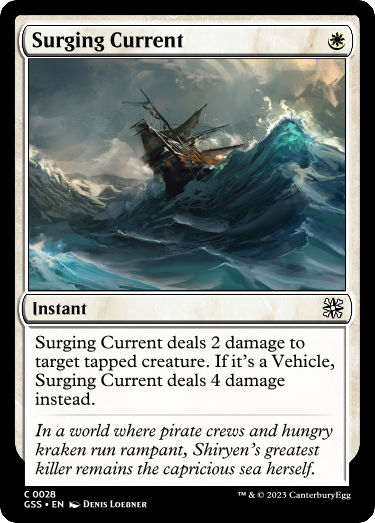 Surging Current
Instant
Surging Current deals 2 damage to
target tapped creature. If it's a Vehicle,
Surging Current deals 4 damage
instead.
In a world where pirate crews and hungry
kraken run rampant, Shiryen's greatest
killer remains the capricious sea herself.
C 0028
GSS • EN Denis Loebner
™ & © 2023 CanterburyEgg